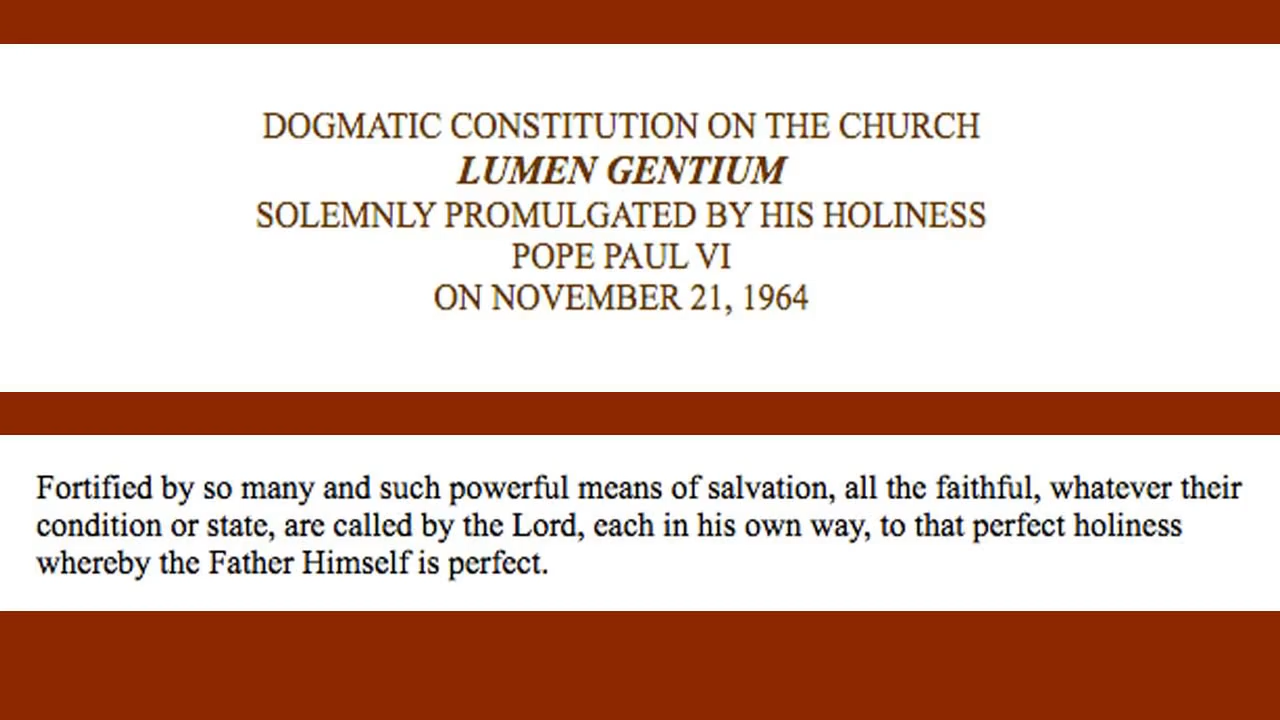 DOGMATIC CONSTITUTION ON THE CHURCH
LUMEN GENTIUM
SOLEMNLY PROMULGATED BY HIS HOLINESS
POPE PAUL VI
ON NOVEMBER 21, 1964
Fortified by so many and such powerful means of salvation, all the faithful, whatever their
condition or state, are called by the Lord, each in his own way, to that perfect holiness
whereby the Father Himself is perfect.